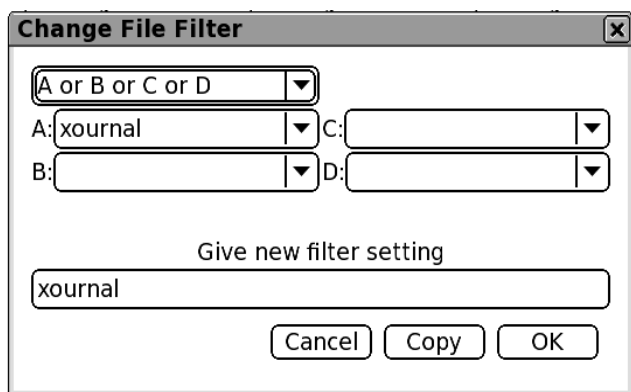 Change File Filter
A or B or C or D
A: xournal C:
B: D:
Give new filter setting
xournal
Cancel Copy OK